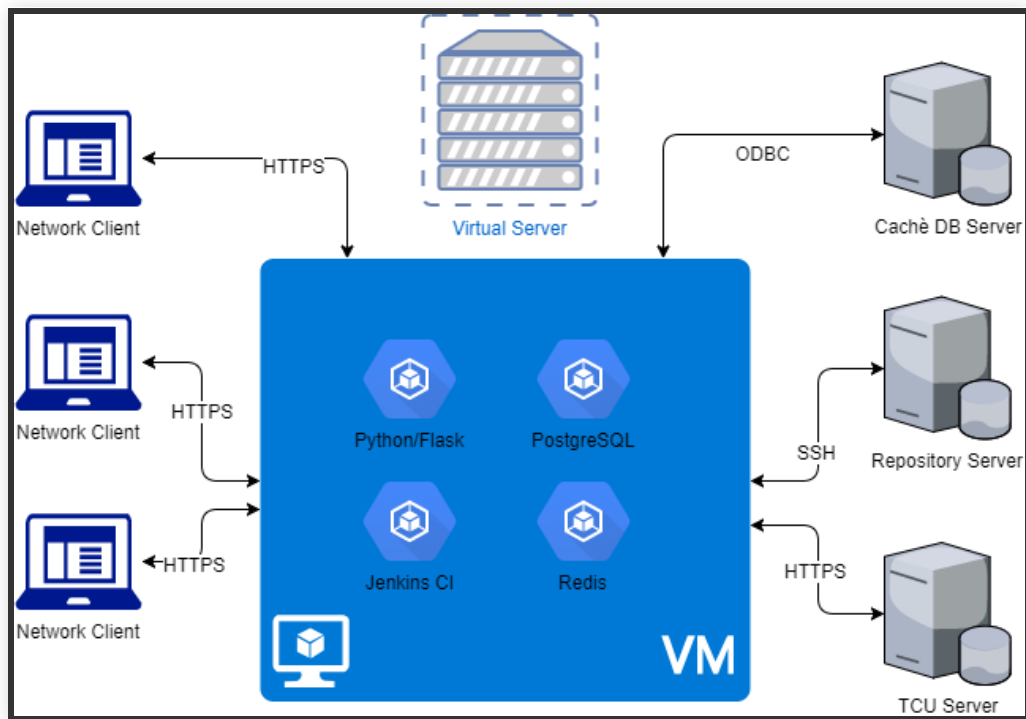 HTTPS
ODBC
Network Client
Virtual Server
Cachè DB Server
HTTPS
Network Client
Python/Flask
PostgreSQL
SSH
Repository Server
HTTPS
Jenkins CI
Redis
HTTPS
Network Client
VM
TCU Server